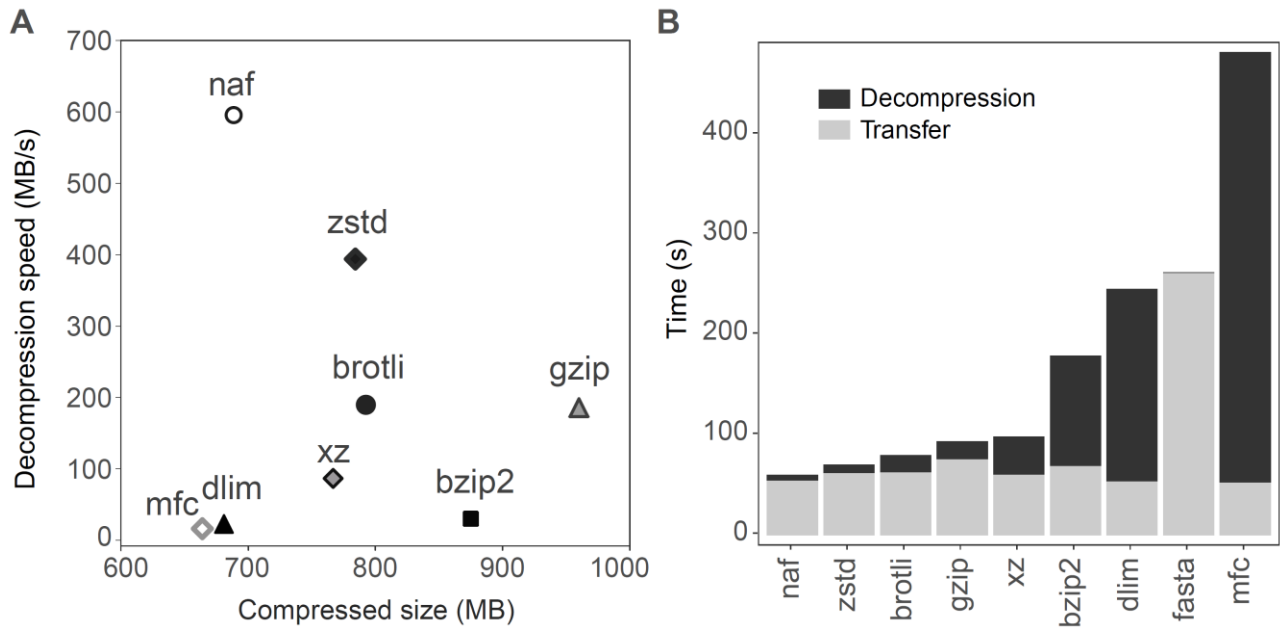 A
700
600
500
400
300
200
100
0
Decompression speed (MB/s)
naf
zstd
brotli
gzip
xz
bzip2
mfc
dlim
600
700
800
900
1000
Compressed size (MB)
B
Decompression
Transfer
400
300
200
100
0
Time (s)
naf
zstd
brotli
gzip
xz
bzip2
dlim
fasta
mfc